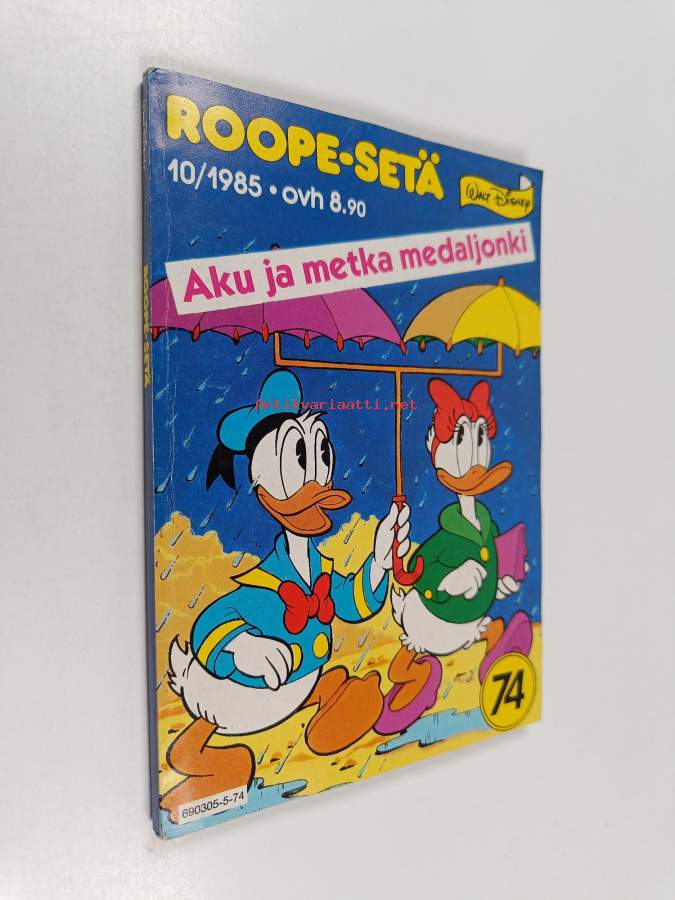 ROOPE-SETÄ
10/1985 • ovh 8.90
WALT DISNEY
Aku ja metka medaljonki
ROOPE-SETÄ
Antikvariaatti.net
74
690305-5-74